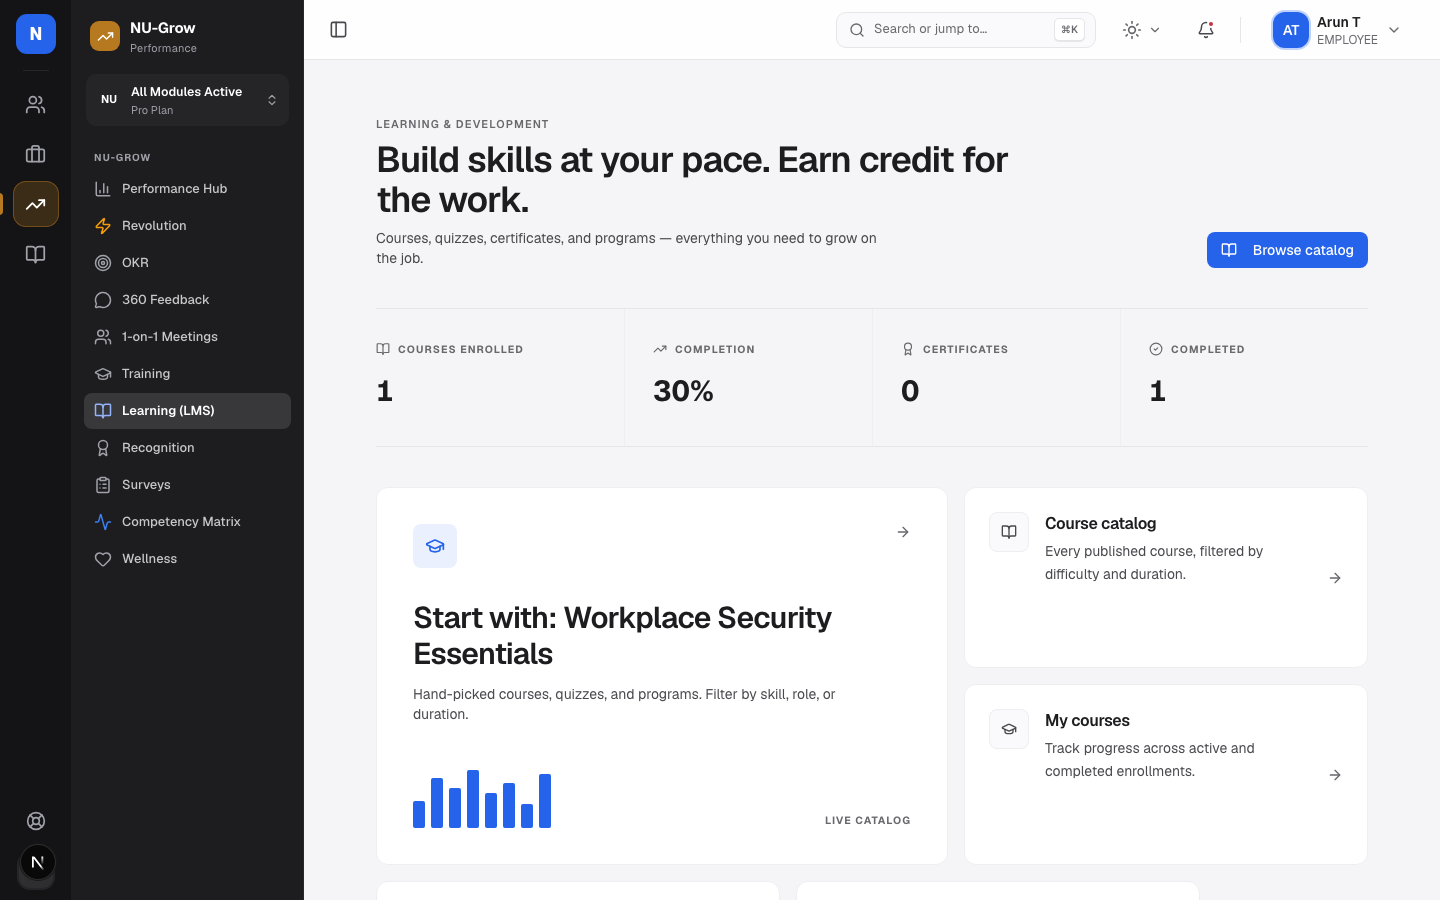 N
NU-Grow
Performance
NU
All Modules Active
Pro Plan
NU-GROW
Performance Hub
Revolution
OKR
360 Feedback
1-on-1 Meetings
Training
Learning (LMS)
Recognition
Surveys
Competency Matrix
Wellness
N
Search or jump to...
⌘K
AT
Arun T
EMPLOYEE
LEARNING & DEVELOPMENT
Build skills at your pace. Earn credit for
the work.
Courses, quizzes, certificates, and programs — everything you need to grow on
the job.
Browse catalog
COURSES ENROLLED
1
COMPLETION
30%
CERTIFICATES
0
COMPLETED
1
Start with: Workplace Security
Essentials
Hand-picked courses, quizzes, and programs. Filter by skill, role, or
duration.
LIVE CATALOG
Course catalog
Every published course, filtered by
difficulty and duration.
My courses
Track progress across active and
completed enrollments.